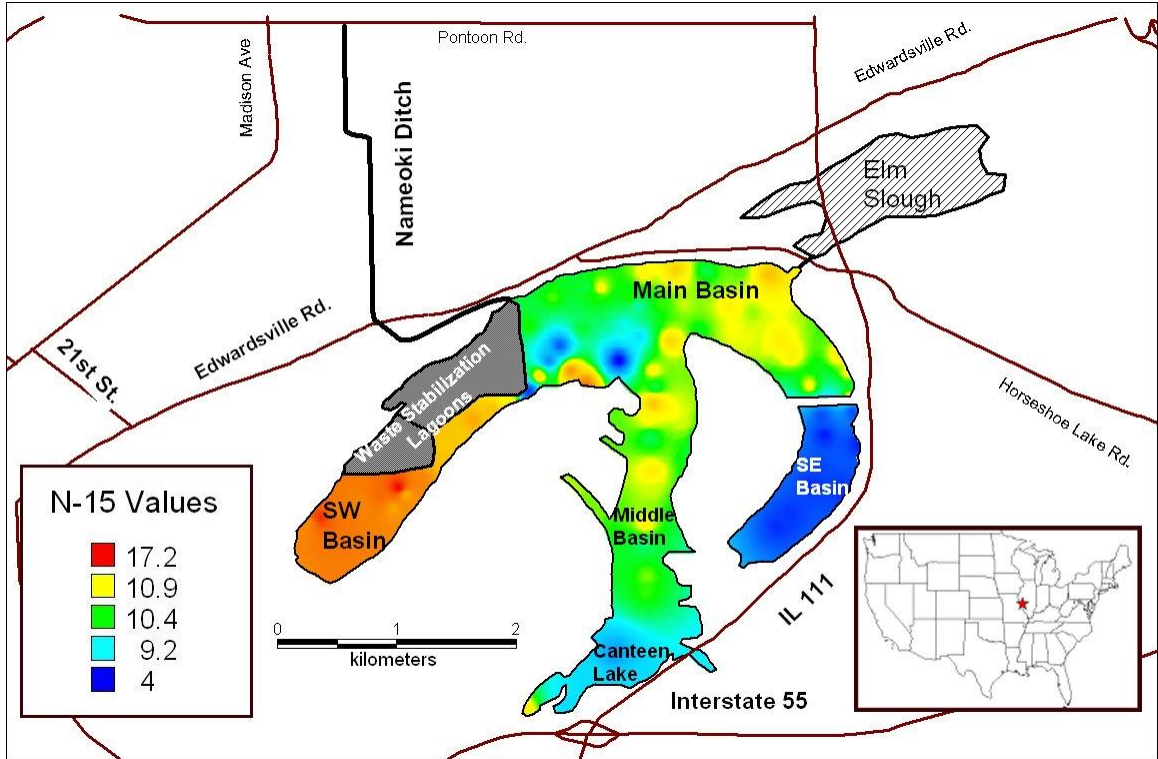 Pontoon Rd.
Edwardsville Rd.
Madison Ave
Nameoki Ditch
Elm
Slough
Main Basin
Edwardsville Rd.
21st St.
Waste Stabilization
Lagoons
Horseshoe Lake Rd.
SE
Basin
N-15 Values
17.2
10.9
10.4
9.2
4
SW
Basin
Middle
Basin
IL 111
0 1 2
kilometers
Canteen
Lake
Interstate 55